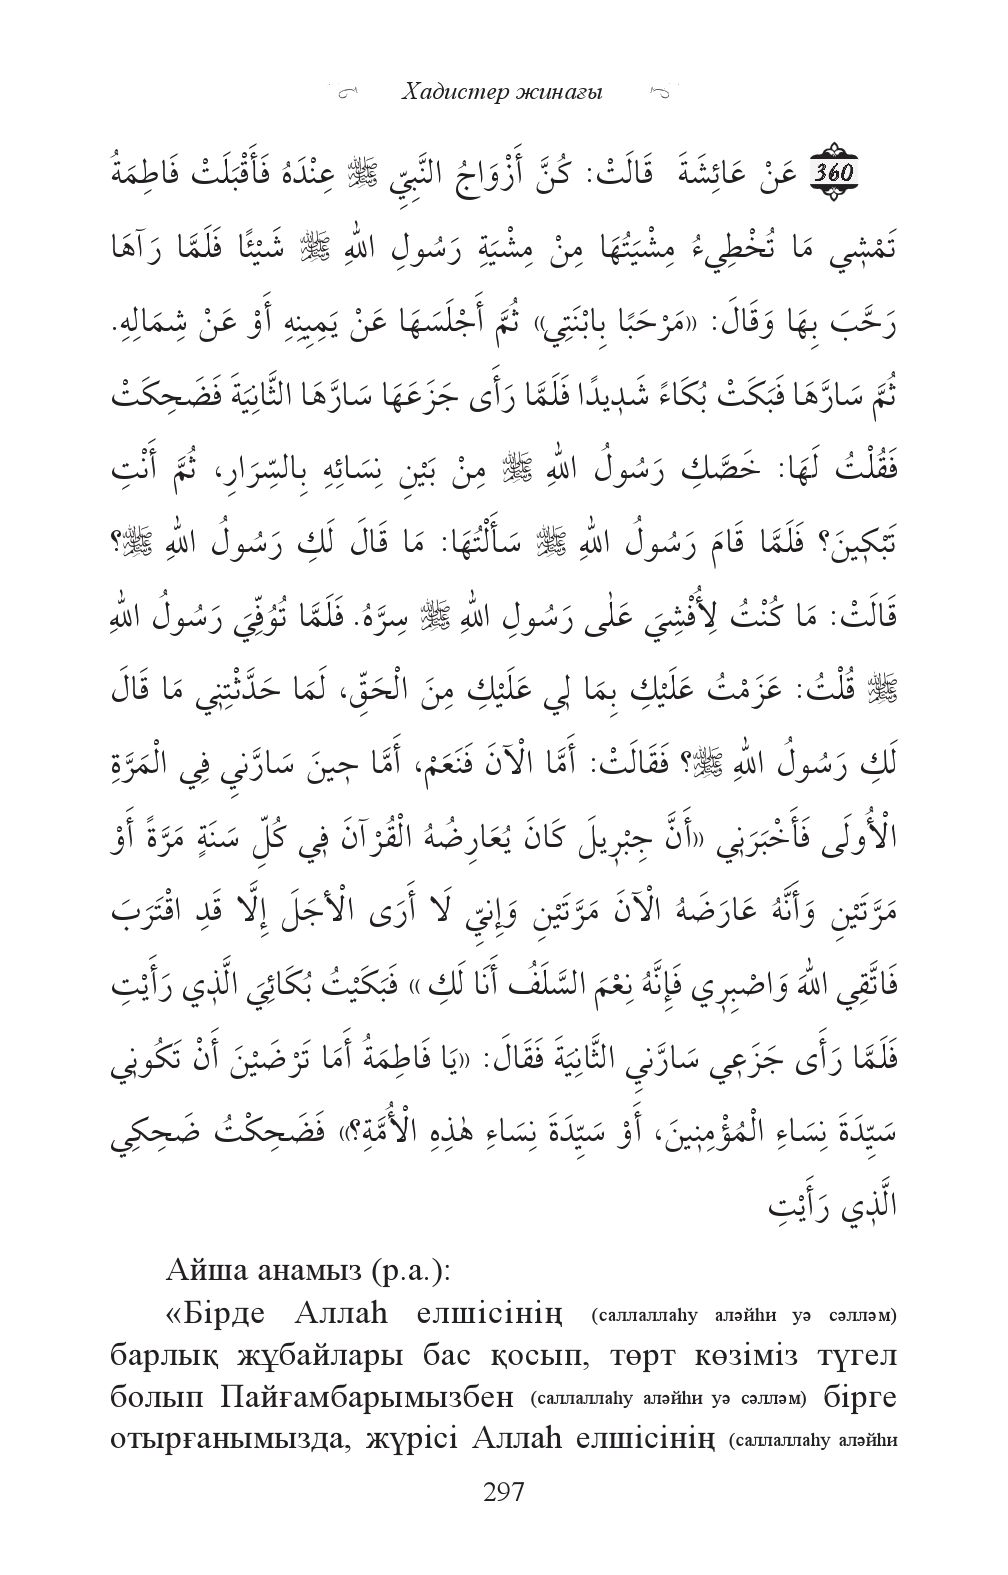 Хадистер жинағы
360 عَنْ عَائِشَةَ قَالَتْ: كُنَّ أَزْوَاجُ النَّبِيِّ ﷺ عِنْدَهُ فَأَقْبَلَتْ فَاطِمَةُ
تَمْشِي مَا تُخْطِيءُ مِشْيَتُهَا مِنْ مِشْيَةِ رَسُولِ اللهِ ﷺ شَيْئًا فَلَمَّا رَآهَا
رَحَّبَ بِهَا وَقَالَ: «مَرْحَبًا بِابْنَتِي» ثُمَّ أَجْلَسَهَا عَنْ يَمِينِهِ أَوْ عَنْ شِمَالِهِ.
ثُمَّ سَارَّهَا فَبَكَتْ بُكَاءً شَدِيدًا فَلَمَّا رَأَى جَزَعَهَا سَارَّهَا الثَّانِيَةَ فَضَحِكَتْ
فَقُلْتُ لَهَا: خَصَّكِ رَسُولُ اللهِ ﷺ مِنْ بَيْنِ نِسَائِهِ بِالسِّرَارِ، ثُمَّ أَنْتِ
تَبْكِينَ؟ فَلَمَّا قَامَ رَسُولُ اللهِ ﷺ سَأَلْتُهَا: مَا قَالَ لَكِ رَسُولُ اللهِ ﷺ؟
قَالَتْ: مَا كُنْتُ لِأُفْشِيَ عَلٰى رَسُولِ اللهِ ﷺ سِرَّهُ. فَلَمَّا تُوُفِّيَ رَسُولُ اللهِ
ﷺ قُلْتُ: عَزَمْتُ عَلَيْكِ بِمَا لِي عَلَيْكِ مِنَ الْحَقِّ، لَمَا حَدَّثْتِنِي مَا قَالَ
لَكِ رَسُولُ اللهِ ﷺ؟ فَقَالَتْ: أَمَّا الْآنَ فَنَعَمْ، أَمَّا حِينَ سَارَّنِي فِي الْمَرَّةِ
الْأُولَى فَأَخْبَرَنِي «أَنَّ جِبْرِيلَ كَانَ يُعَارِضُهُ الْقُرْآنَ فِي كُلِّ سَنَةٍ مَرَّةً أَوْ
مَرَّتَيْنِ وَأَنَّهُ عَارَضَهُ الْآنَ مَرَّتَيْنِ وَإِنِّي لَا أَرَى الْأَجَلَ إِلَّا قَدِ اقْتَرَبَ
فَاتَّقِي اللهَ وَاصْبِرِي فَإِنَّهُ نِعْمَ السَّلَفُ أَنَا لَكِ» فَبَكَيْتُ بُكَائِيَ الَّذِي رَأَيْتِ
فَلَمَّا رَأَى جَزَعِي سَارَّنِي الثَّانِيَةَ فَقَالَ: «يَا فَاطِمَةُ أَمَا تَرْضَيْنَ أَنْ تَكُونِي
سَيِّدَةَ نِسَاءِ الْمُؤْمِنِينَ، أَوْ سَيِّدَةَ نِسَاءِ هٰذِهِ الْأُمَّةِ؟» فَضَحِكْتُ ضَحِكِي
الَّذِي رَأَيْتِ
Айша анамыз (р.а.):
«Бірде Аллаһ елшісінің (саллаллаһу аләйһи уә сәлләм)
барлық жұбайлары бас қосып, төрт көзіміз түгел
болып Пайғамбарымызбен (саллаллаһу аләйһи уә сәлләм) бірге
отырғанымызда, жүрісі Аллаһ елшісінің (саллаллаһу аләйһи
297